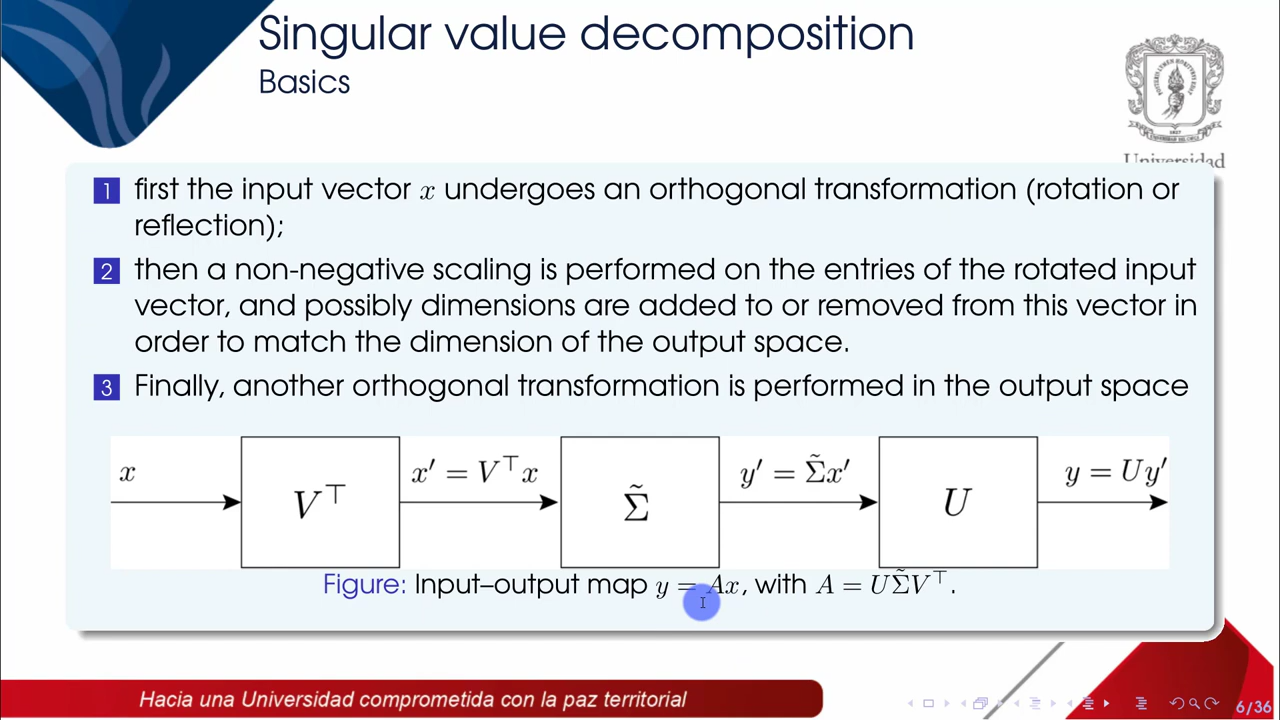 Singular value decomposition
Basics
Universidad
1 first the input vector x undergoes an orthogonal transformation (rotation or
reflection);
2 then a non-negative scaling is performed on the entries of the rotated input
vector, and possibly dimensions are added to or removed from this vector in
order to match the dimension of the output space.
3 Finally, another orthogonal transformation is performed in the output space
x
V⊤
x′ = V⊤x
Σ̃
y′ = Σ̃x′
U
y = Uy′
Figure: Input–output map y = Ax, with A = UΣ̃V⊤.
Hacia una Universidad comprometida con la paz territorial
6/36